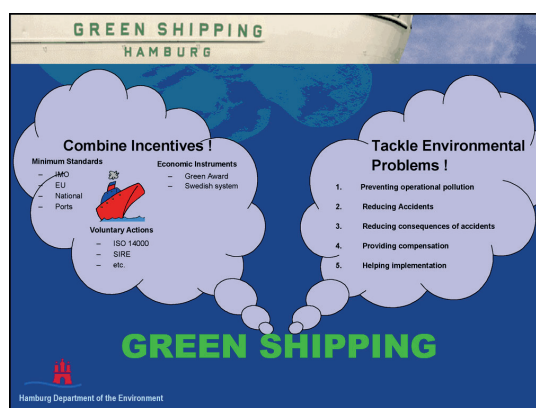 GREEN SHIPPING
HAMBURG
Combine Incentives !
Minimum Standards
– IMO
– EU
– National
– Ports
Economic Instruments
– Green Award
– Swedish system
Voluntary Actions
– ISO 14000
– SIRE
– etc.
Tackle Environmental
Problems !
1. Preventing operational pollution
2. Reducing Accidents
3. Reducing consequences of accidents
4. Providing compensation
5. Helping implementation
GREEN SHIPPING
Hamburg Department of the Environment